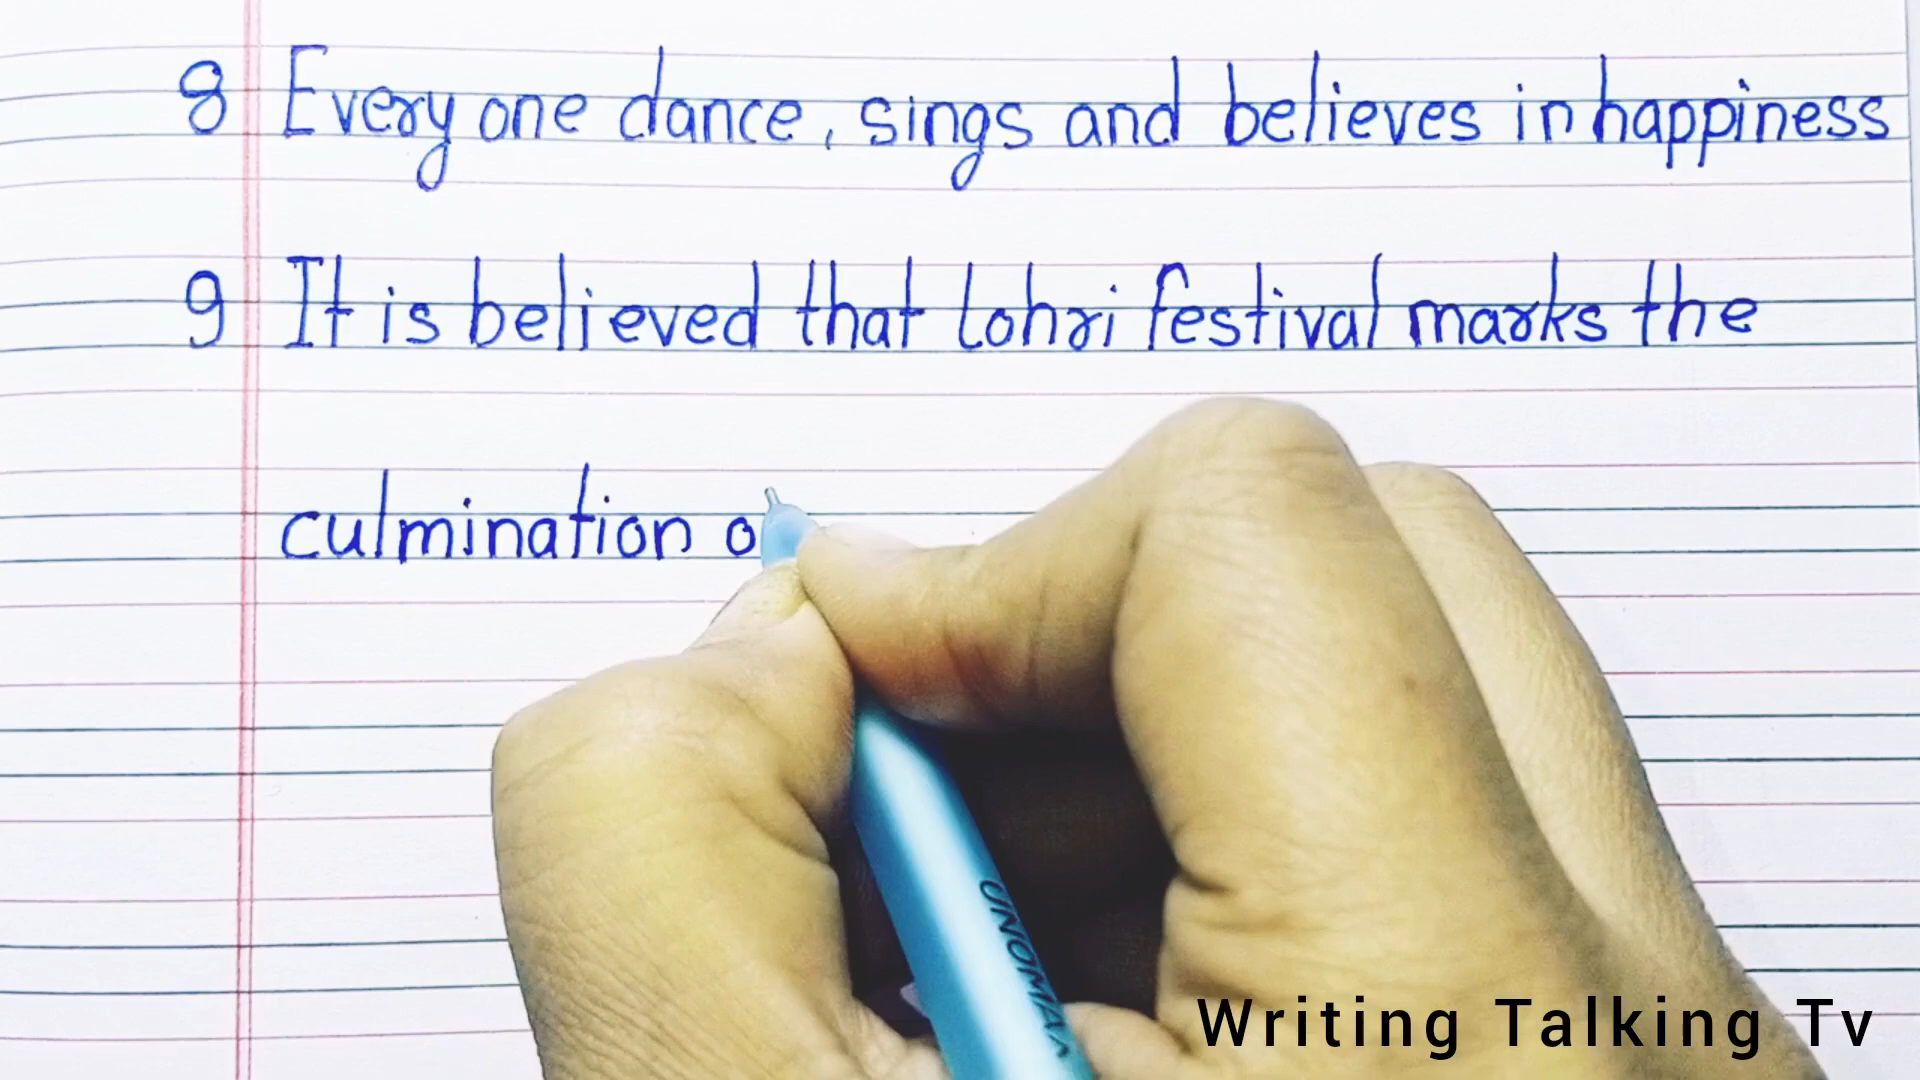 8 Every one dance, sings and believes in happiness
9 It is believed that lohri festival marks the
culmination o
UNOMAX
Writing Talking Tv